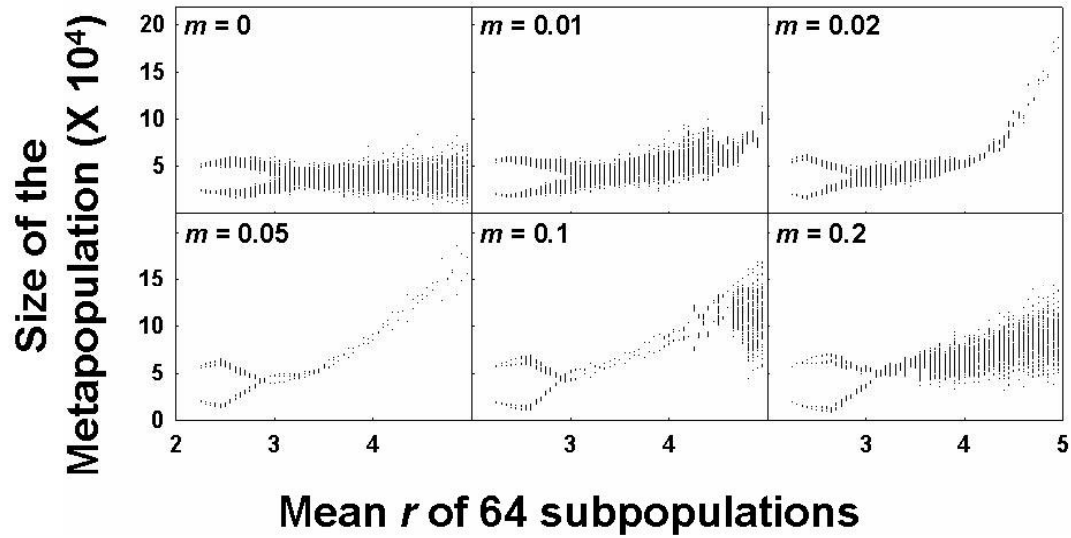 Size of the
Metapopulation (X 10⁴)
20
15
10
5
m = 0
m = 0.01
m = 0.02
15
10
5
0
m = 0.05
m = 0.1
m = 0.2
2 3 4 3 4 3 4 5
Mean r of 64 subpopulations